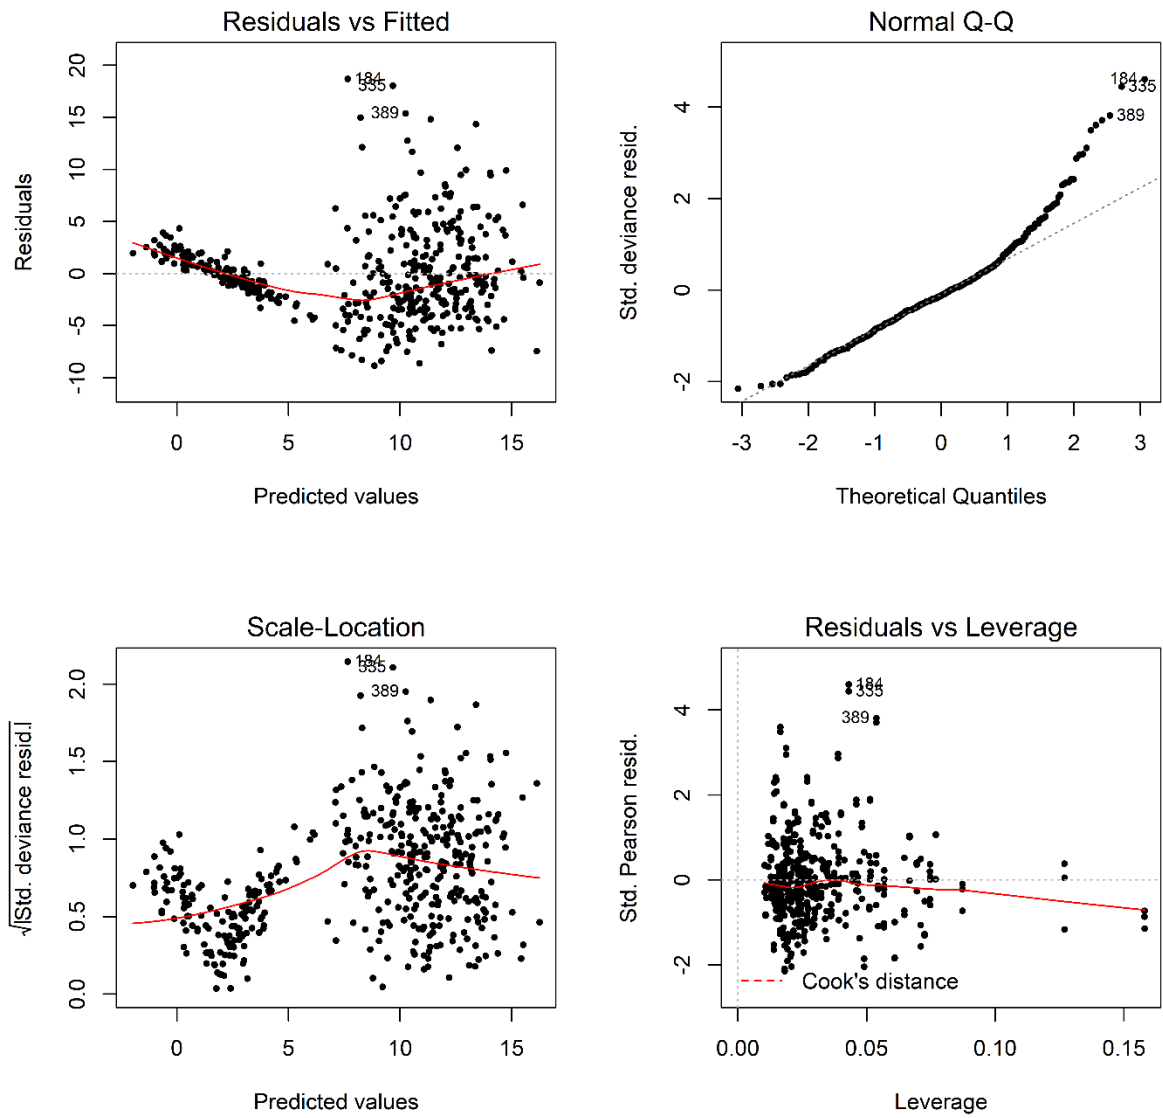 Residuals vs Fitted
Residuals
20
15
10
5
0
-5
-10
184
335
389
0 5 10 15
Predicted values
Normal Q-Q
Std. deviance resid.
4
2
0
-2
184
335
389
-3 -2 -1 0 1 2 3
Theoretical Quantiles
Scale-Location
√|Std. deviance resid.|
2.0
1.5
1.0
0.5
0.0
184
335
389
0 5 10 15
Predicted values
Residuals vs Leverage
Std. Pearson resid.
4
2
0
-2
184
335
389
Cook's distance
0.00 0.05 0.10 0.15
Leverage